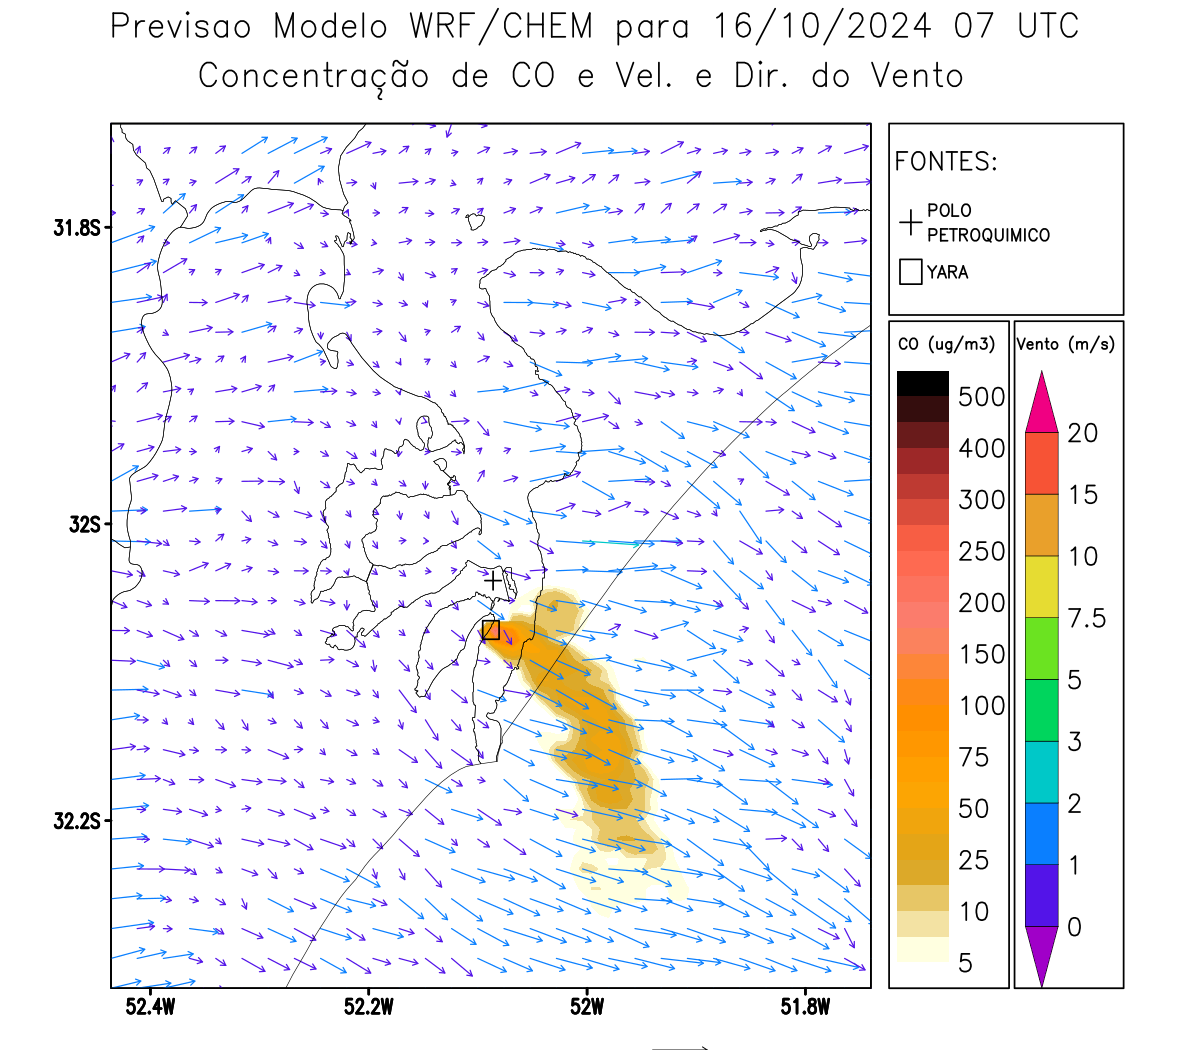 Previsao Modelo WRF/CHEM para 16/10/2024 07 UTC
Concentração de CO e Vel. e Dir. do Vento
FONTES:
POLO
PETROQUIMICO
YARA
CO (ug/m3)
500
400
300
250
200
150
100
75
50
25
10
5
Vento (m/s)
20
15
10
7.5
5
3
2
1
0
31.8S
32S
32.2S
52.4W
52.2W
52W
51.8W